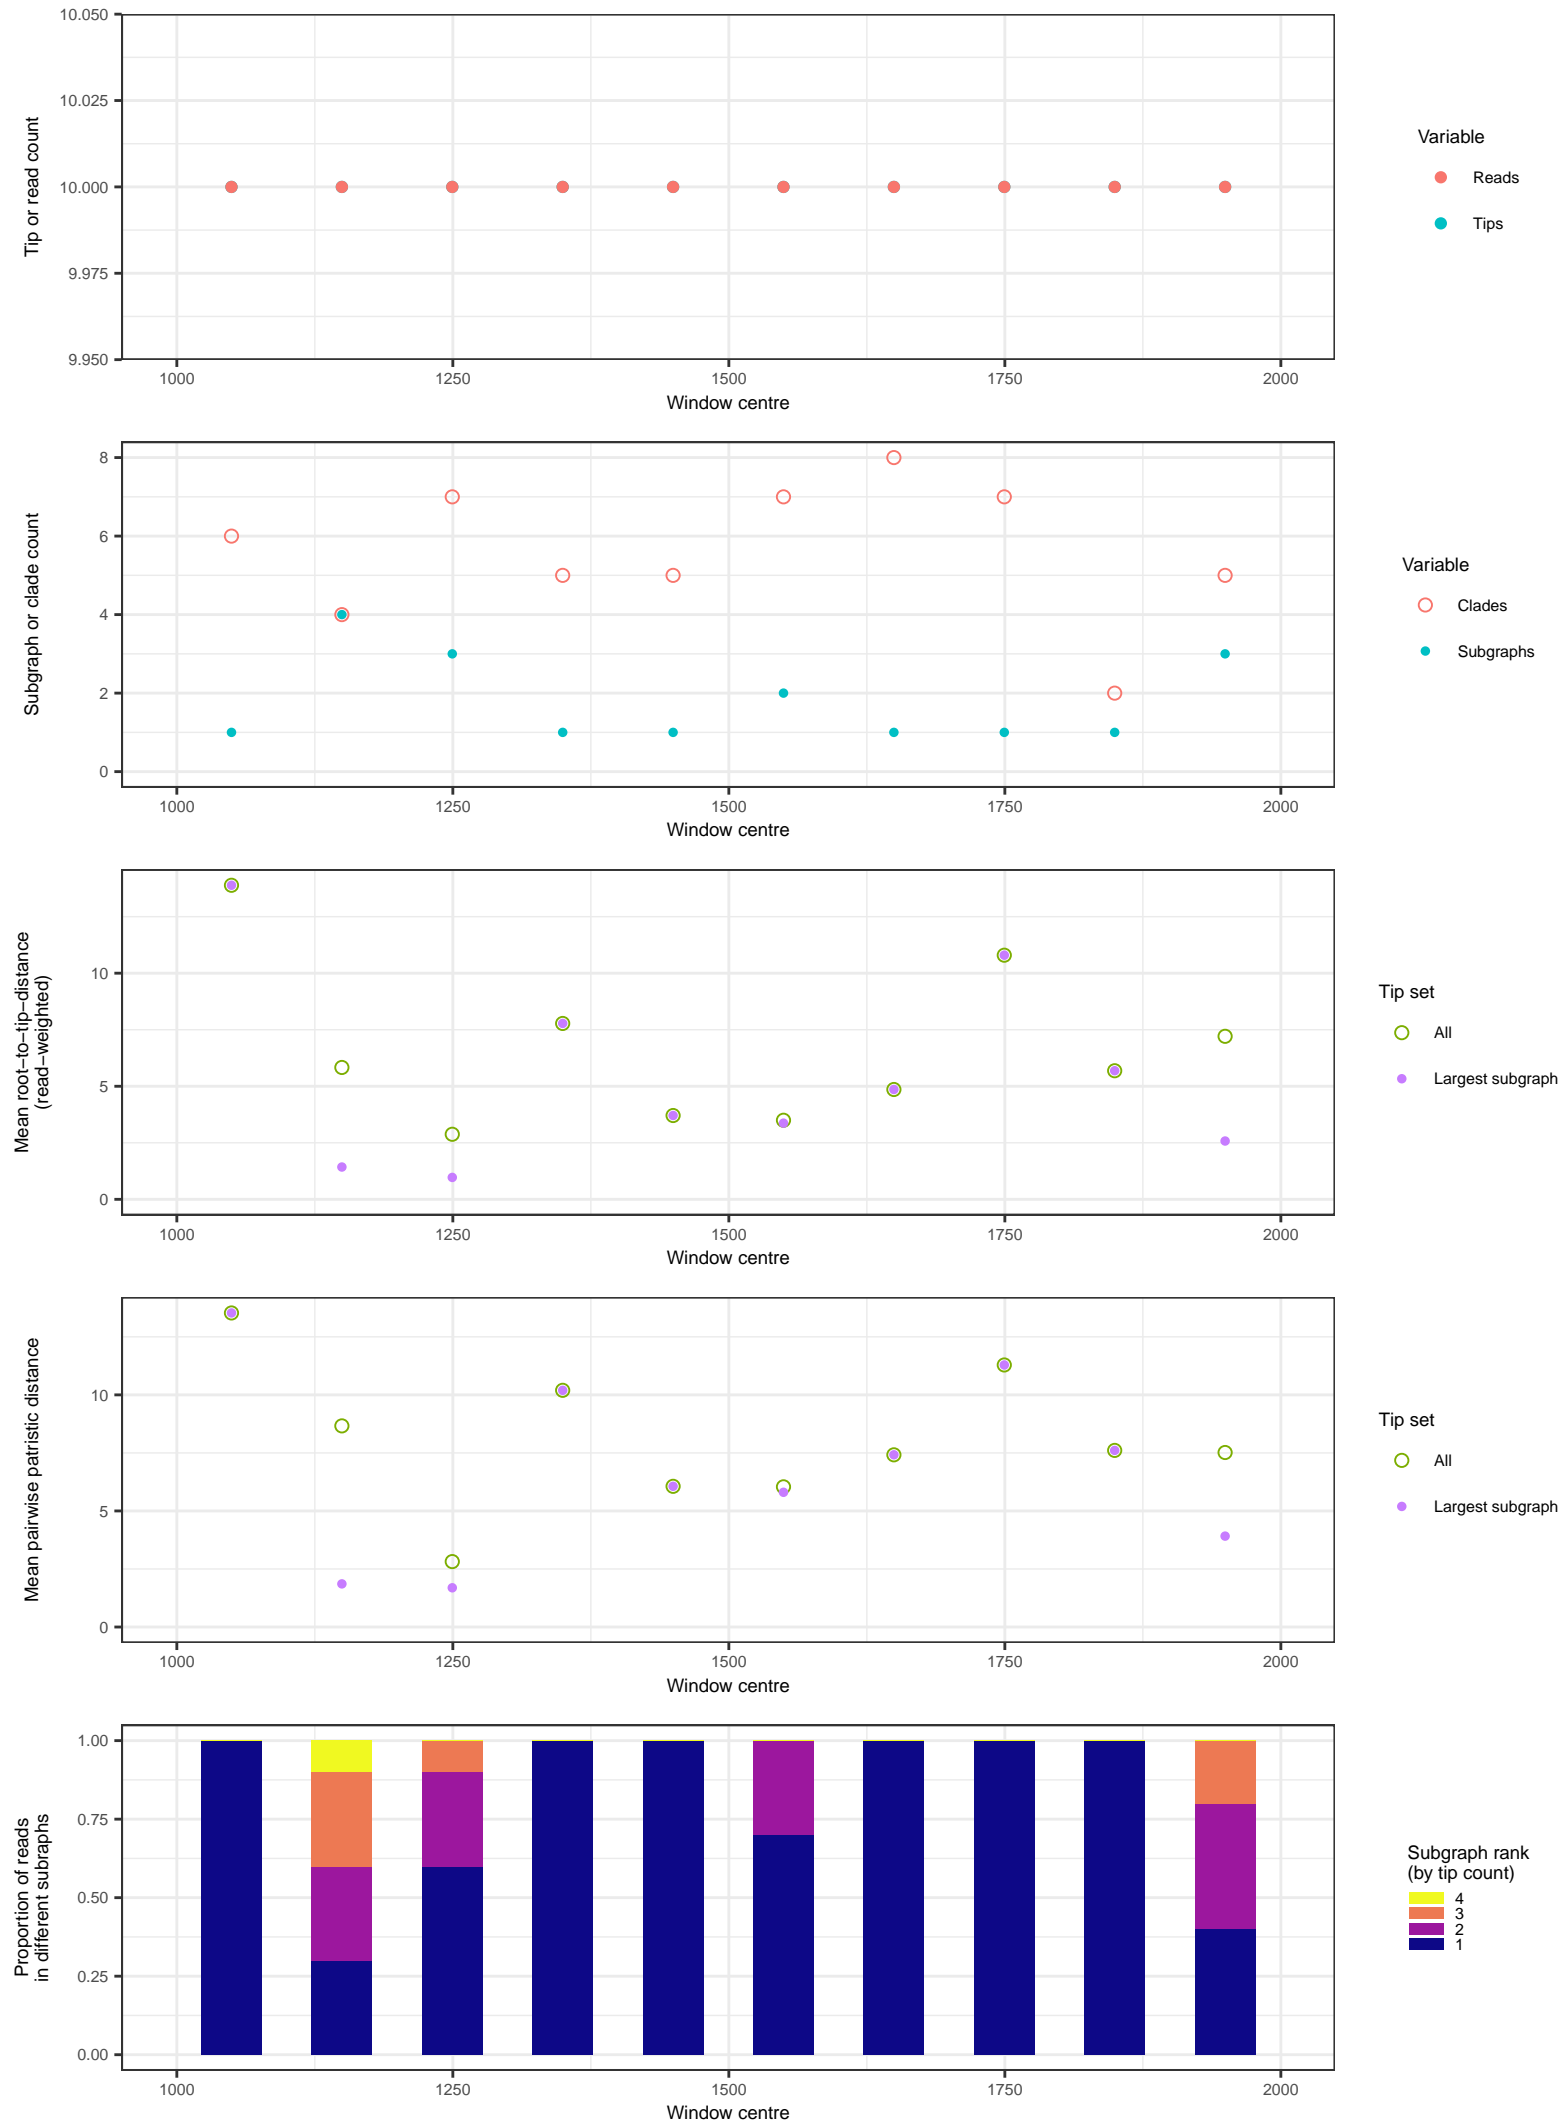 10.050
10.025
10.000
9.975
9.950
Tip or read count
1000 1250 1500 1750 2000
Window centre
Variable
Reads
Tips
8
6
4
2
0
Subgraph or clade count
1000 1250 1500 1750 2000
Window centre
Variable
Clades
Subgraphs
10
5
0
Mean root−to−tip−distance
(read−weighted)
1000 1250 1500 1750 2000
Window centre
Tip set
All
Largest subgraph
10
5
0
Mean pairwise patristic distance
1000 1250 1500 1750 2000
Window centre
Tip set
All
Largest subgraph
1.00
0.75
0.50
0.25
0.00
Proportion of reads
in different subraphs
1000 1250 1500 1750 2000
Window centre
Subgraph rank
(by tip count)
4
3
2
1